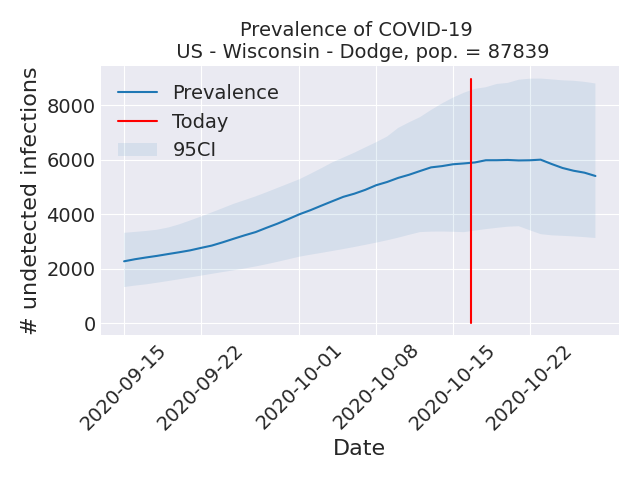 Prevalence of COVID-19
US - Wisconsin - Dodge, pop. = 87839
# undetected infections
8000
6000
4000
2000
0
Prevalence
Today
95CI
2020-09-15
2020-09-22
2020-10-01
2020-10-08
2020-10-15
2020-10-22
Date